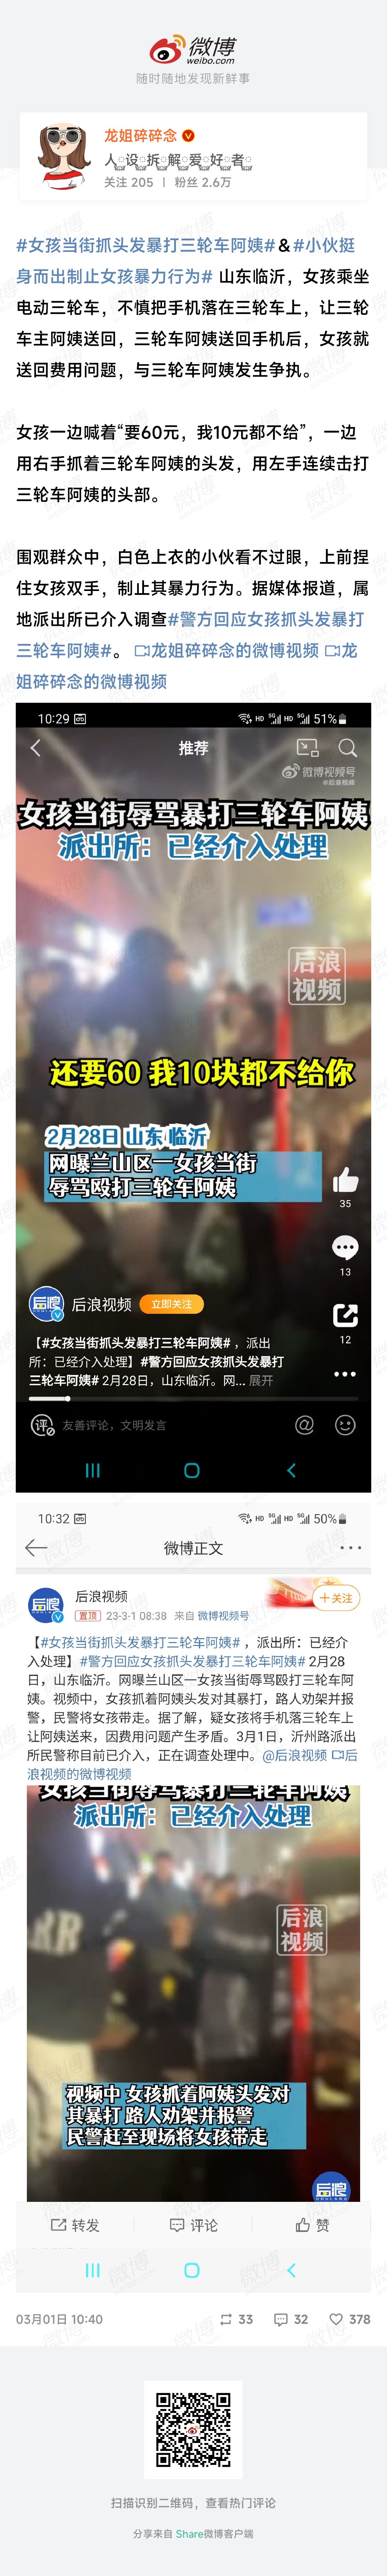 微博
weibo.com
随时随地发现新鲜事
龙姐碎碎念
人设拆解爱好者
关注 205 | 粉丝 2.6万
#女孩当街抓头发暴打三轮车阿姨#&#小伙挺
身而出制止女孩暴力行为# 山东临沂，女孩乘坐
电动三轮车，不慎把手机落在三轮车上，让三轮
车主阿姨送回，三轮车阿姨送回手机后，女孩就
送回费用问题，与三轮车阿姨发生争执。
女孩一边喊着“要60元，我10元都不给”，一边
用右手抓着三轮车阿姨的头发，用左手连续击打
三轮车阿姨的头部。
围观群众中，白色上衣的小伙看不过眼，上前捏
住女孩双手，制止其暴力行为。据媒体报道，属
地派出所已介入调查#警方回应女孩抓头发暴打
三轮车阿姨#。 龙姐碎碎念的微博视频 龙
姐碎碎念的微博视频
10:29 HD 5G HD 5G 51%
推荐
微博视频号
@后浪视频
女孩当街辱骂暴打三轮车阿姨
派出所：已经介入处理
后浪
视频
还要60 我10块都不给你
2月28日 山东 临沂
网曝兰山区一女孩当街
辱骂殴打三轮车阿姨
35
13
12
后浪
后浪视频 立即关注
【#女孩当街抓头发暴打三轮车阿姨#，派出
所：已经介入处理】#警方回应女孩抓头发暴打
三轮车阿姨# 2月28日，山东临沂。网... 展开
评 友善评论，文明发言
10:32 HD 5G HD 5G 50%
微博正文
后浪
后浪视频
＋关注
置顶 23-3-1 08:38 来自 微博视频号
【#女孩当街抓头发暴打三轮车阿姨#，派出所：已经介
入处理】#警方回应女孩抓头发暴打三轮车阿姨# 2月28
日，山东临沂。网曝兰山区一女孩当街辱骂殴打三轮车阿
姨。视频中，女孩抓着阿姨头发对其暴打，路人劝架并报
警，民警将女孩带走。据了解，疑女孩将手机落三轮车上
让阿姨送来，因费用问题产生矛盾。3月1日，沂州路派出
所民警称目前已介入，正在调查处理中。@后浪视频 后
浪视频的微博视频
女孩当街辱骂暴打三轮车阿姨
派出所：已经介入处理
后浪
视频
视频中 女孩抓着阿姨头发对
其暴打 路人劝架并报警
民警赶至现场将女孩带走
后浪
转发 评论 赞
03月01日 10:40 33 32 378
扫描识别二维码，查看热门评论
分享来自 Share微博客户端